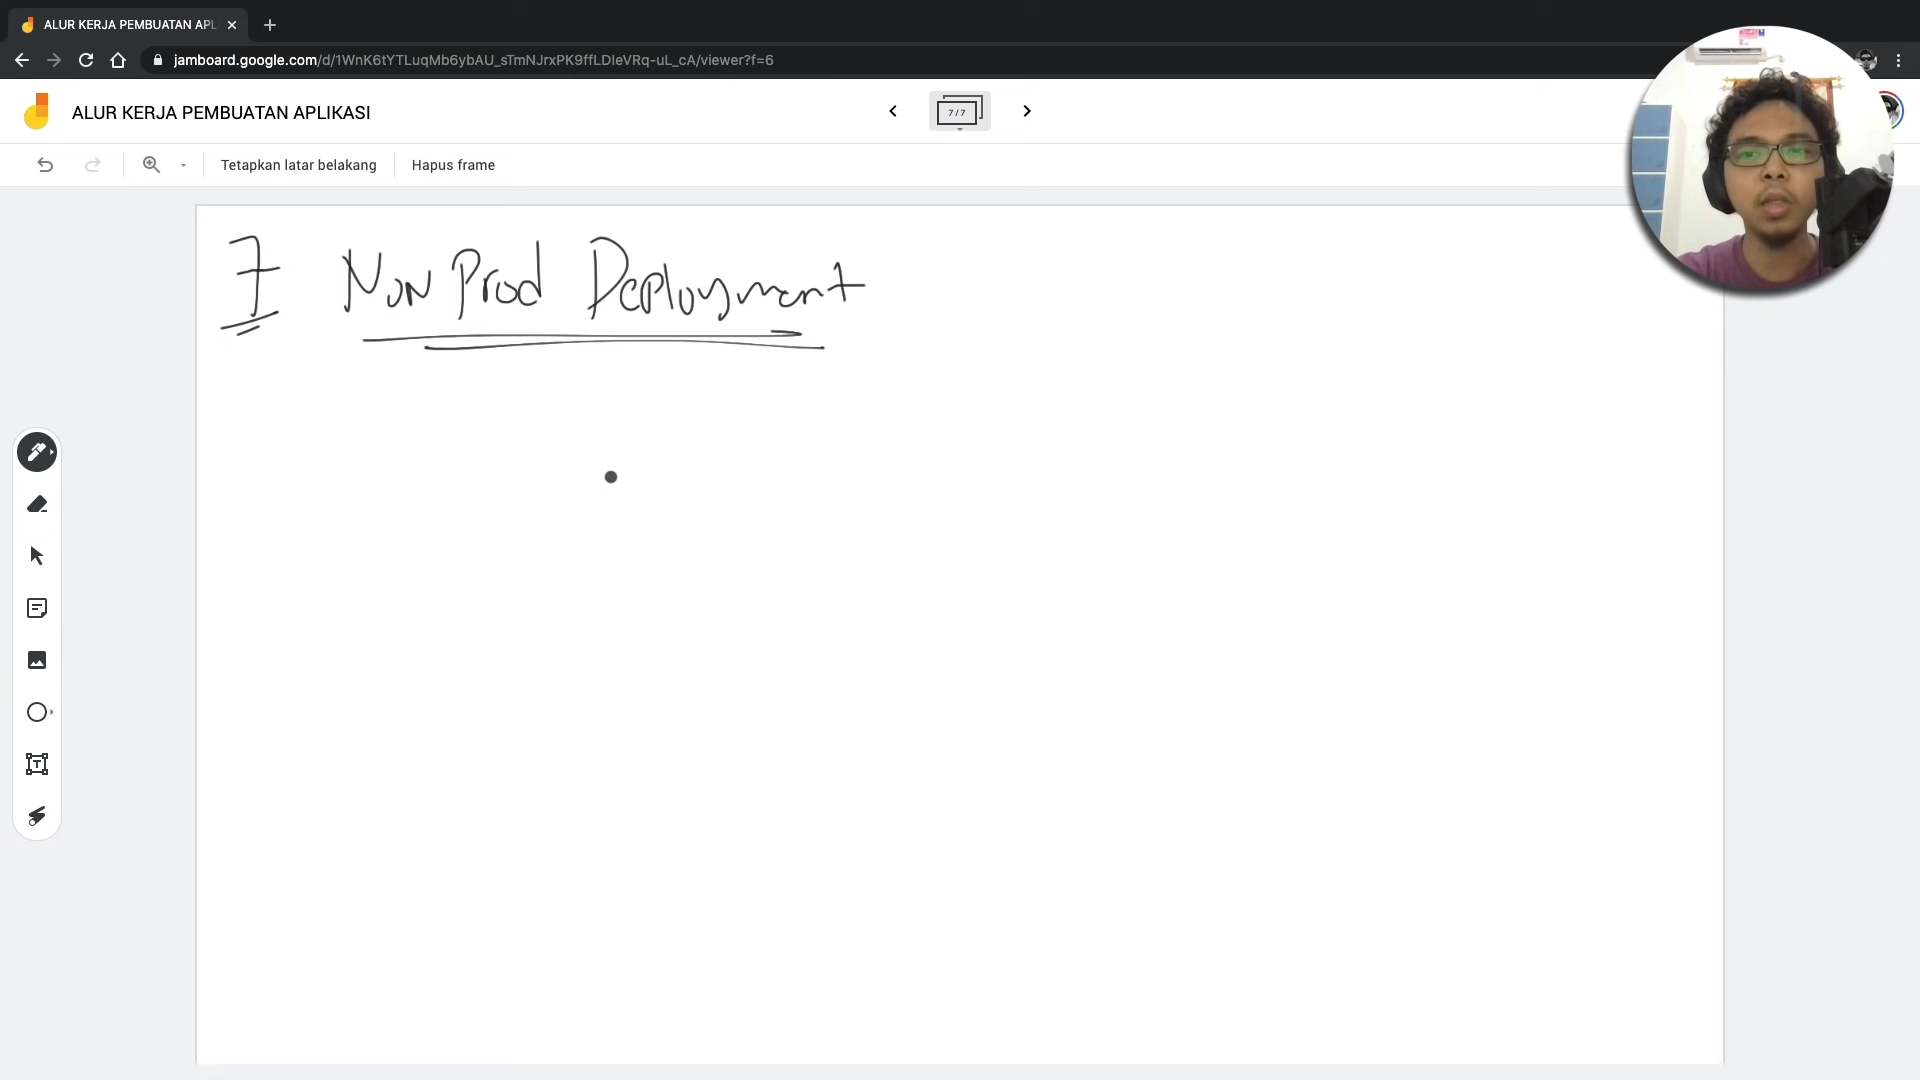 ALUR KERJA PEMBUATAN APL
jamboard.google.com/d/1WnK6tYTLuqMb6ybAU_sTmNJrxPK9ffLDIeVRq-uL_cA/viewer?f=6
ALUR KERJA PEMBUATAN APLIKASI
7/7
Tetapkan latar belakang
Hapus frame
7 Non Prod Deployment
T